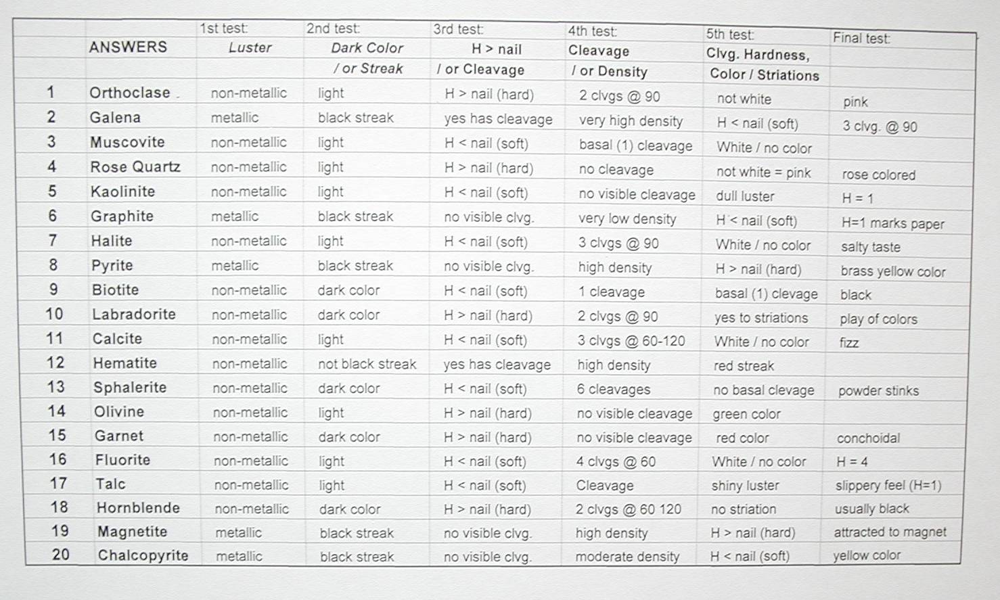 1st test: 2nd test: 3rd test: 4th test: 5th test: Final test:
ANSWERS Luster Dark Color H > nail Cleavage Clvg. Hardness,
/ or Streak / or Cleavage / or Density Color / Striations
1 Orthoclase non-metallic light H > nail (hard) 2 clvgs @ 90 not white pink
2 Galena metallic black streak yes has cleavage very high density H < nail (soft) 3 clvg. @ 90
3 Muscovite non-metallic light H < nail (soft) basal (1) cleavage White / no color
4 Rose Quartz non-metallic light H > nail (hard) no cleavage not white = pink rose colored
5 Kaolinite non-metallic light H < nail (soft) no visible cleavage dull luster H = 1
6 Graphite metallic black streak no visible clvg. very low density H < nail (soft) H=1 marks paper
7 Halite non-metallic light H < nail (soft) 3 clvgs @ 90 White / no color salty taste
8 Pyrite metallic black streak no visible clvg. high density H > nail (hard) brass yellow color
9 Biotite non-metallic dark color H < nail (soft) 1 cleavage basal (1) clevage black
10 Labradorite non-metallic dark color H > nail (hard) 2 clvgs @ 90 yes to striations play of colors
11 Calcite non-metallic light H < nail (soft) 3 clvgs @ 60-120 White / no color fizz
12 Hematite non-metallic not black streak yes has cleavage high density red streak
13 Sphalerite non-metallic dark color H < nail (soft) 6 cleavages no basal clevage powder stinks
14 Olivine non-metallic light H > nail (hard) no visible cleavage green color
15 Garnet non-metallic dark color H > nail (hard) no visible cleavage red color conchoidal
16 Fluorite non-metallic light H < nail (soft) 4 clvgs @ 60 White / no color H = 4
17 Talc non-metallic light H < nail (soft) Cleavage shiny luster slippery feel (H=1)
18 Hornblende non-metallic dark color H > nail (hard) 2 clvgs @ 60 120 no striation usually black
19 Magnetite metallic black streak no visible clvg. high density H > nail (hard) attracted to magnet
20 Chalcopyrite metallic black streak no visible clvg. moderate density H < nail (soft) yellow color